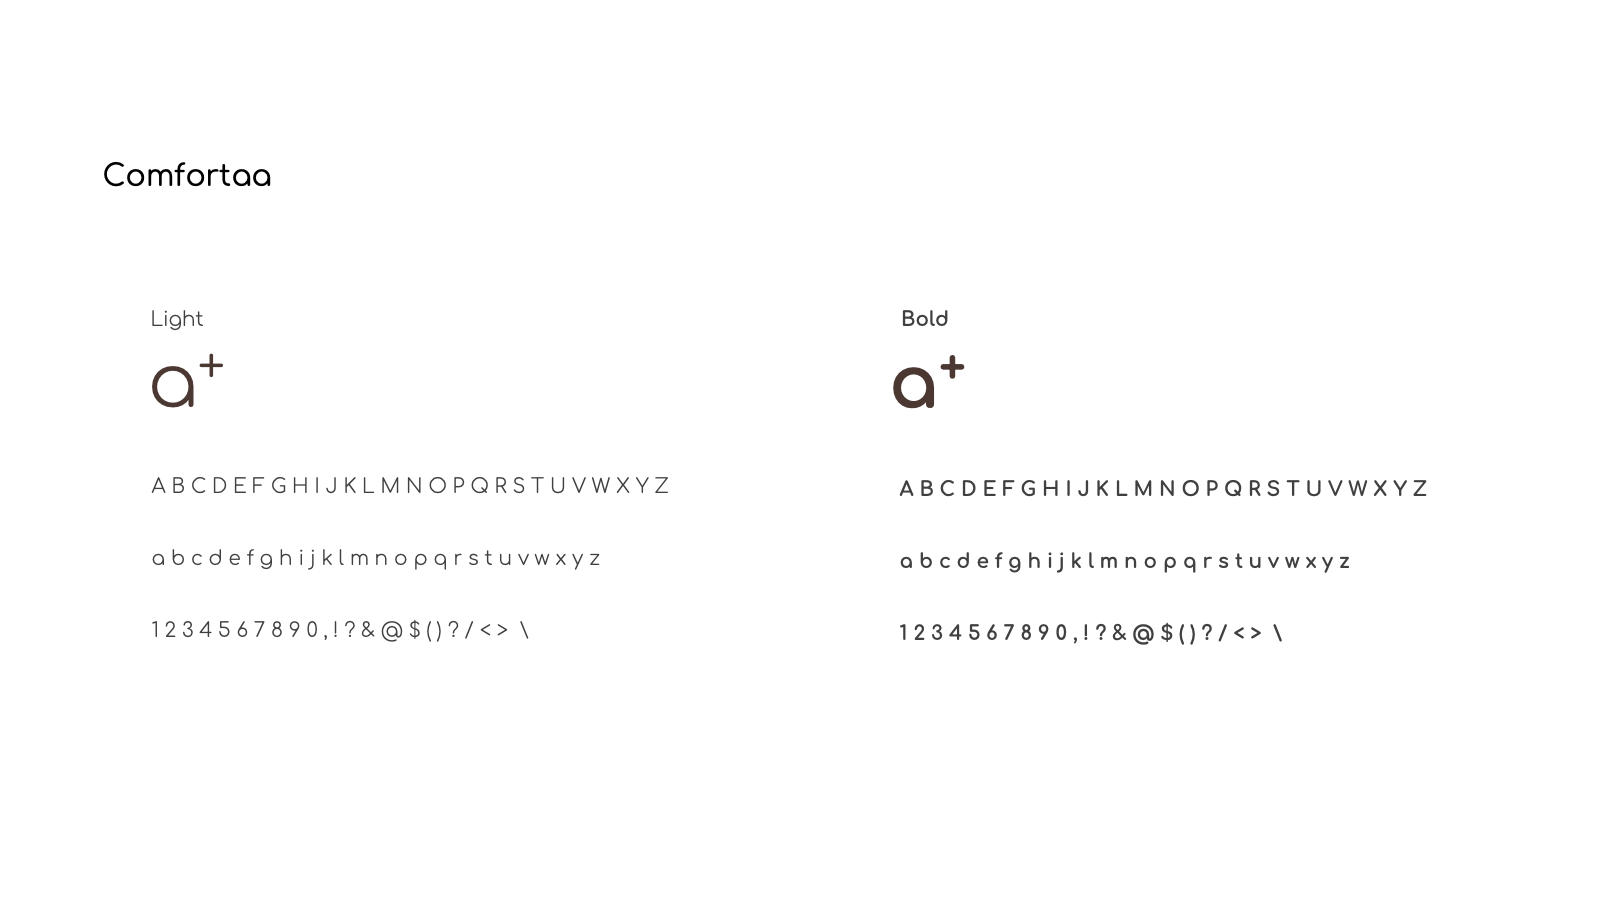 Comfortaa
Light
a+
A B C D E F G H I J K L M N O P Q R S T U V W X Y Z
a b c d e f g h i j k l m n o p q r s t u v w x y z
1 2 3 4 5 6 7 8 9 0 , ! ? & @ $ ( ) ? / < > \
Bold
a+
A B C D E F G H I J K L M N O P Q R S T U V W X Y Z
a b c d e f g h i j k l m n o p q r s t u v w x y z
1 2 3 4 5 6 7 8 9 0 , ! ? & @ $ ( ) ? / < > \